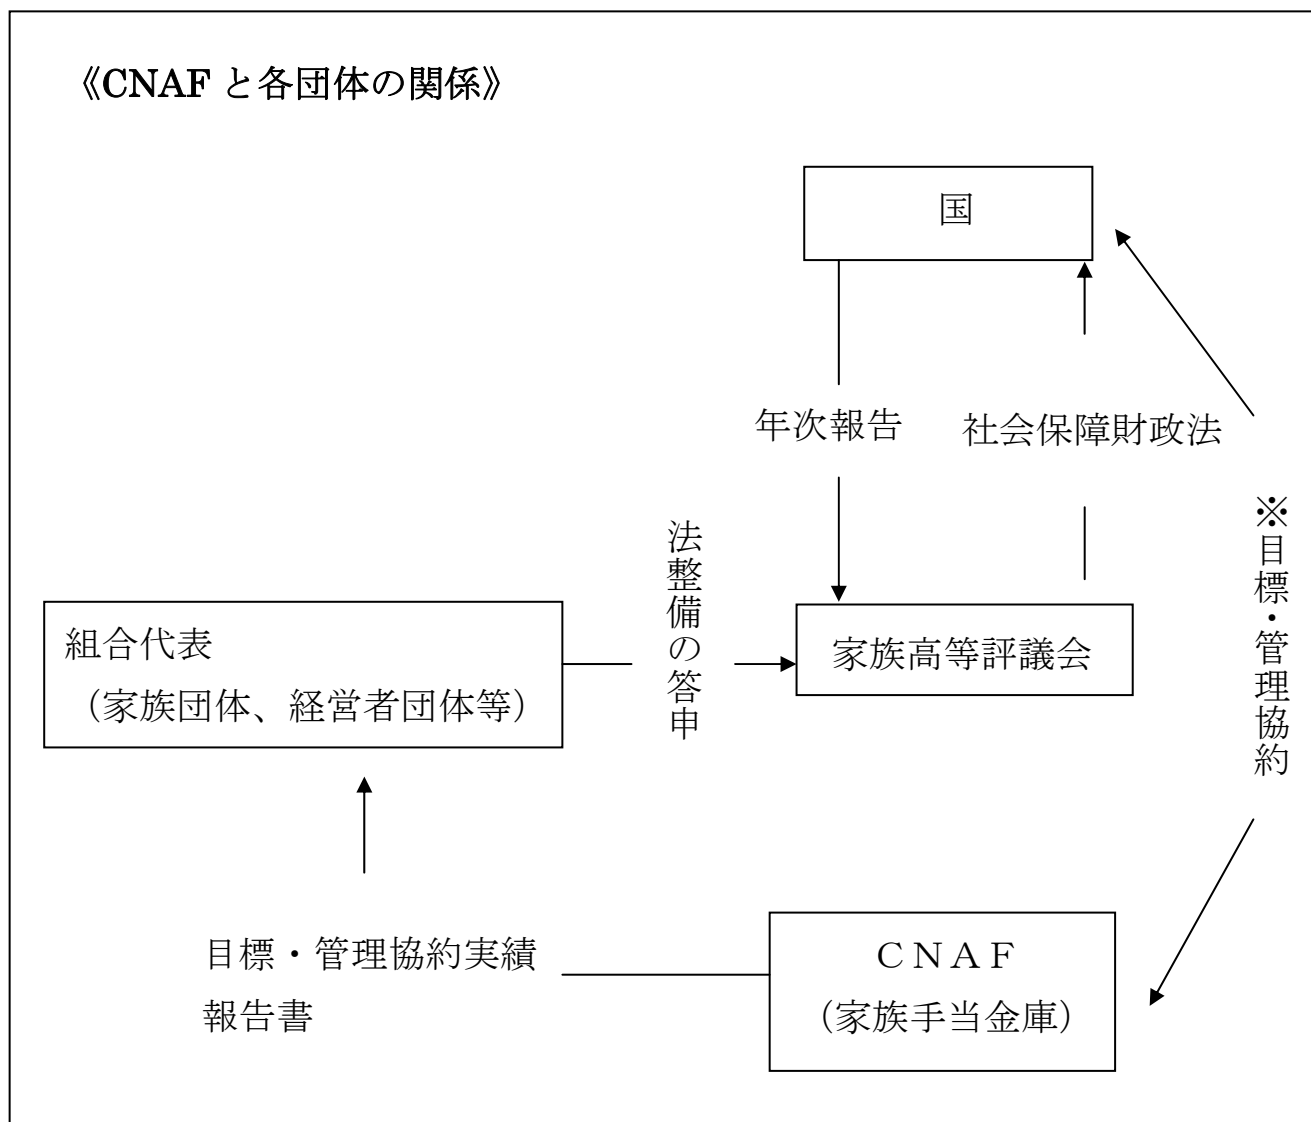 《CNAF と各団体の関係》
国
年次報告
社会保障財政法
※目標・管理協約
法整備の答申
組合代表
（家族団体、経営者団体等）
家族高等評議会
目標・管理協約実績
報告書
ＣＮＡＦ
（家族手当金庫）